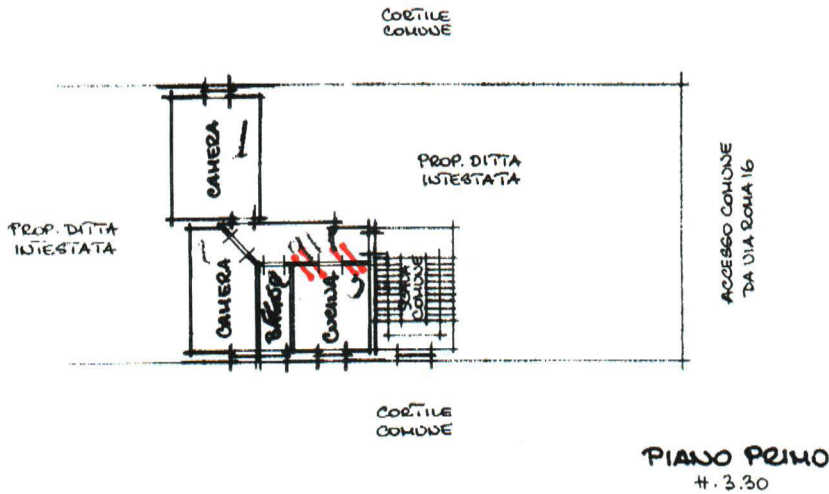 CORTILE
COMUNE
CAMERA
PROP. DITTA
INTESTATA
ACCESSO COMUNE
DA VIA ROMA 16
PROP. DITTA
INTESTATA
CAMERA
CUCINA
SCALA
COMUNE
CORTILE
COMUNE
PIANO PRIMO
H. 3.30